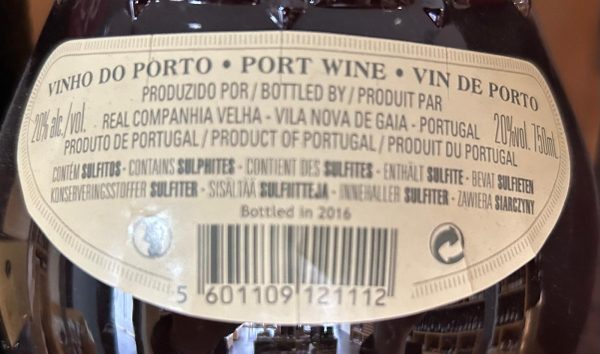 VINHO DO PORTO • PORT WINE • VIN DE PORTO
PRODUZIDO POR / BOTTLED BY / PRODUIT PAR
20% alc./vol. REAL COMPANHIA VELHA - VILA NOVA DE GAIA - PORTUGAL 20%vol. 750mL
PRODUTO DE PORTUGAL / PRODUCT OF PORTUGAL / PRODUIT DU PORTUGAL
CONTÉM SULFITOS - CONTAINS SULPHITES - CONTIENT DES SULFITES - ENTHÄLT SULFITE - BEVAT SULFIETEN
KONSERVERINGSSTOFFER SULFITER - SISÄLTÄÄ SULFIITTEJA - INNEHÅLLER SULFITER - ZAWIERA SIARCZYNY
Bottled in 2016
5 601109 121112